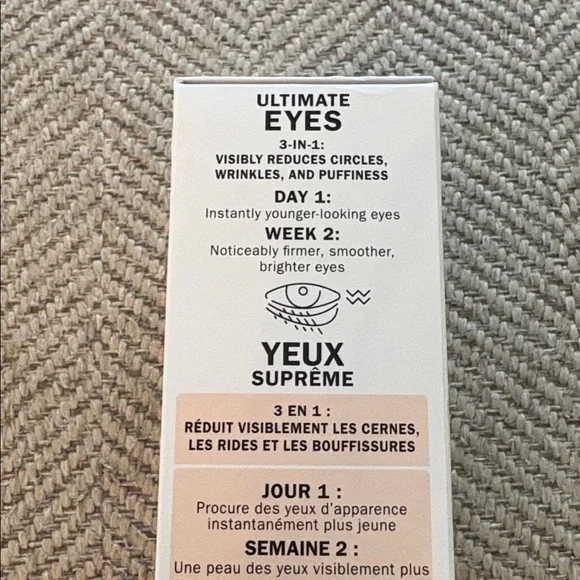 ULTIMATE
EYES
3-IN-1:
VISIBLY REDUCES CIRCLES,
WRINKLES, AND PUFFINESS
DAY 1:
Instantly younger-looking eyes
WEEK 2:
Noticeably firmer, smoother,
brighter eyes
YEUX
SUPRÊME
3 EN 1 :
RÉDUIT VISIBLEMENT LES CERNES,
LES RIDES ET LES BOUFFISSURES
JOUR 1 :
Procure des yeux d'apparence
instantanément plus jeune
SEMAINE 2 :
Une peau des yeux visiblement plus